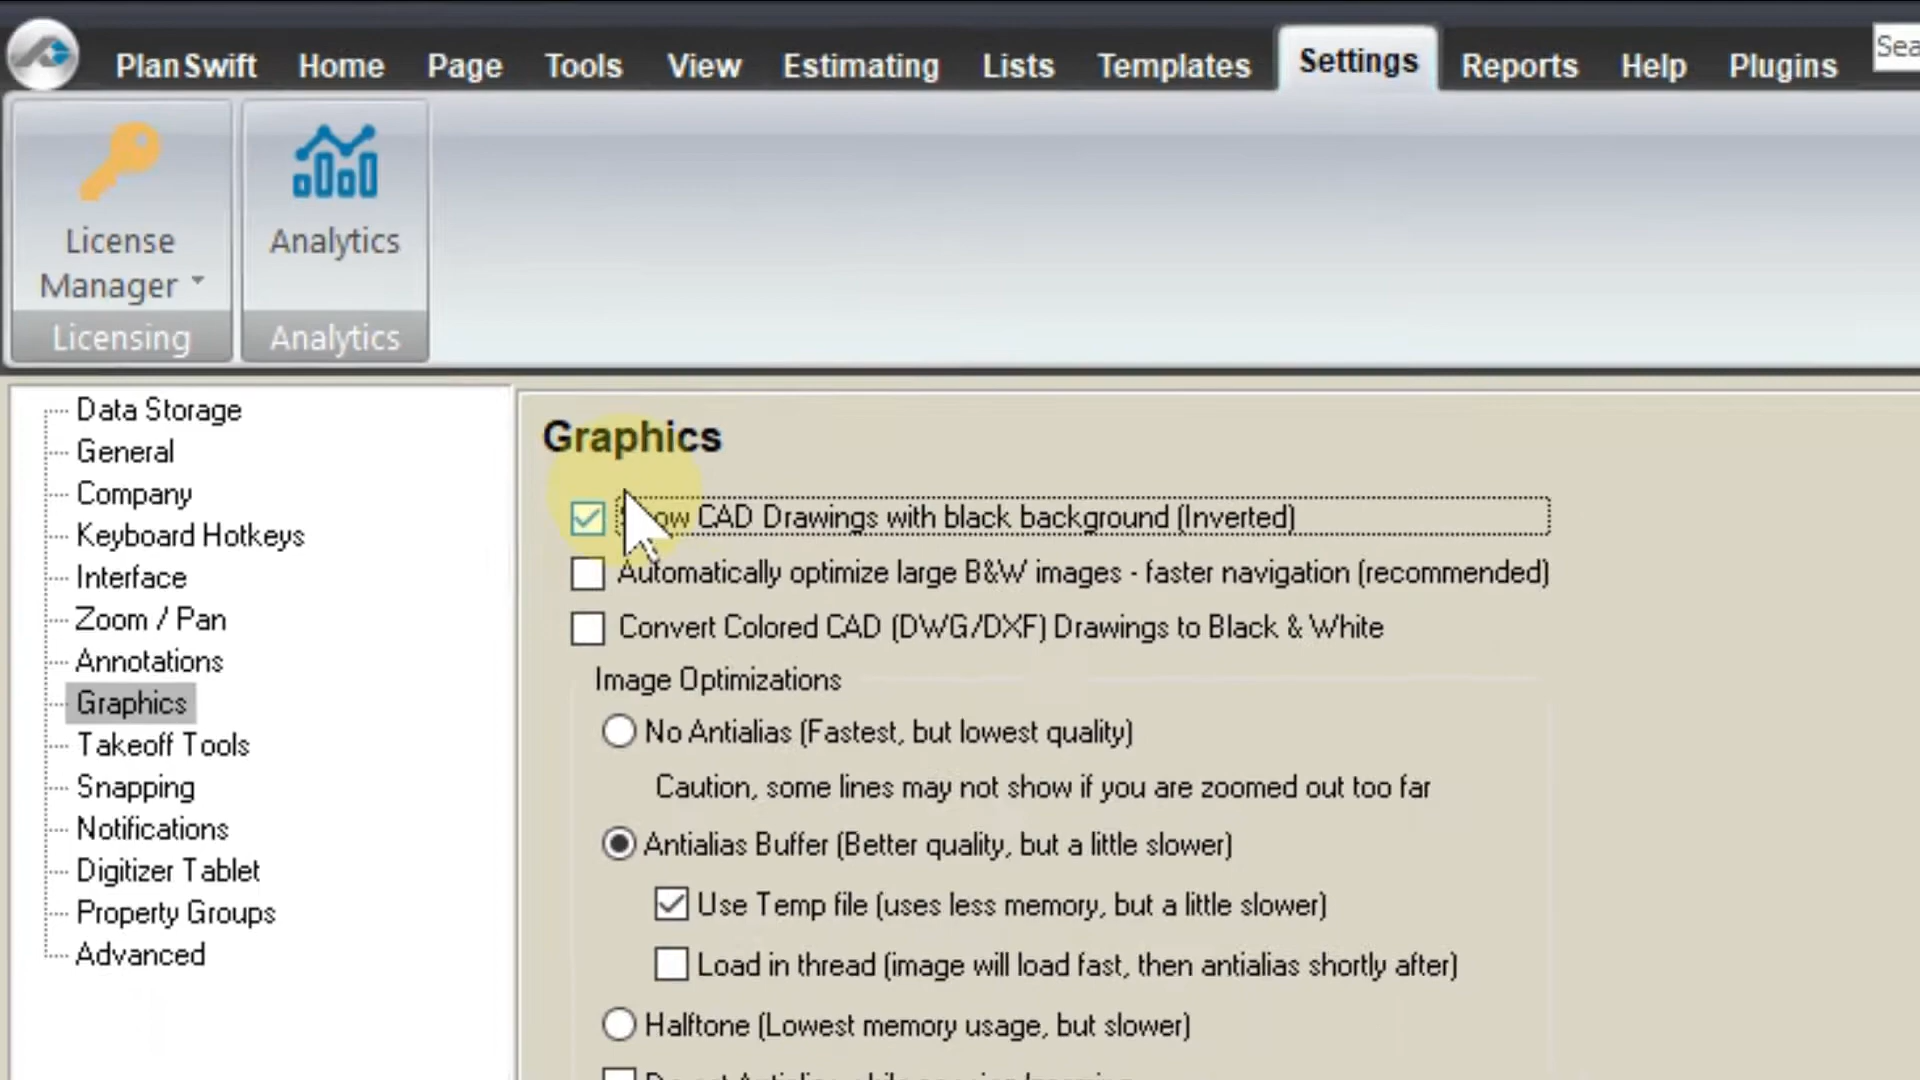 PlanSwift Home Page Tools View Estimating Lists Templates Settings Reports Help Plugins Sea
License
Manager
Analytics
Licensing
Analytics
Data Storage
General
Company
Keyboard Hotkeys
Interface
Zoom / Pan
Annotations
Graphics
Takeoff Tools
Snapping
Notifications
Digitizer Tablet
Property Groups
Advanced
Graphics
CAD Drawings with black background (Inverted)
Automatically optimize large B&W images - faster navigation (recommended)
Convert Colored CAD (DWG/DXF) Drawings to Black & White
Image Optimizations
No Antialias (Fastest, but lowest quality)
Caution, some lines may not show if you are zoomed out too far
Antialias Buffer (Better quality, but a little slower)
Use Temp file (uses less memory, but a little slower)
Load in thread (image will load fast, then antialias shortly after)
Halftone (Lowest memory usage, but slower)